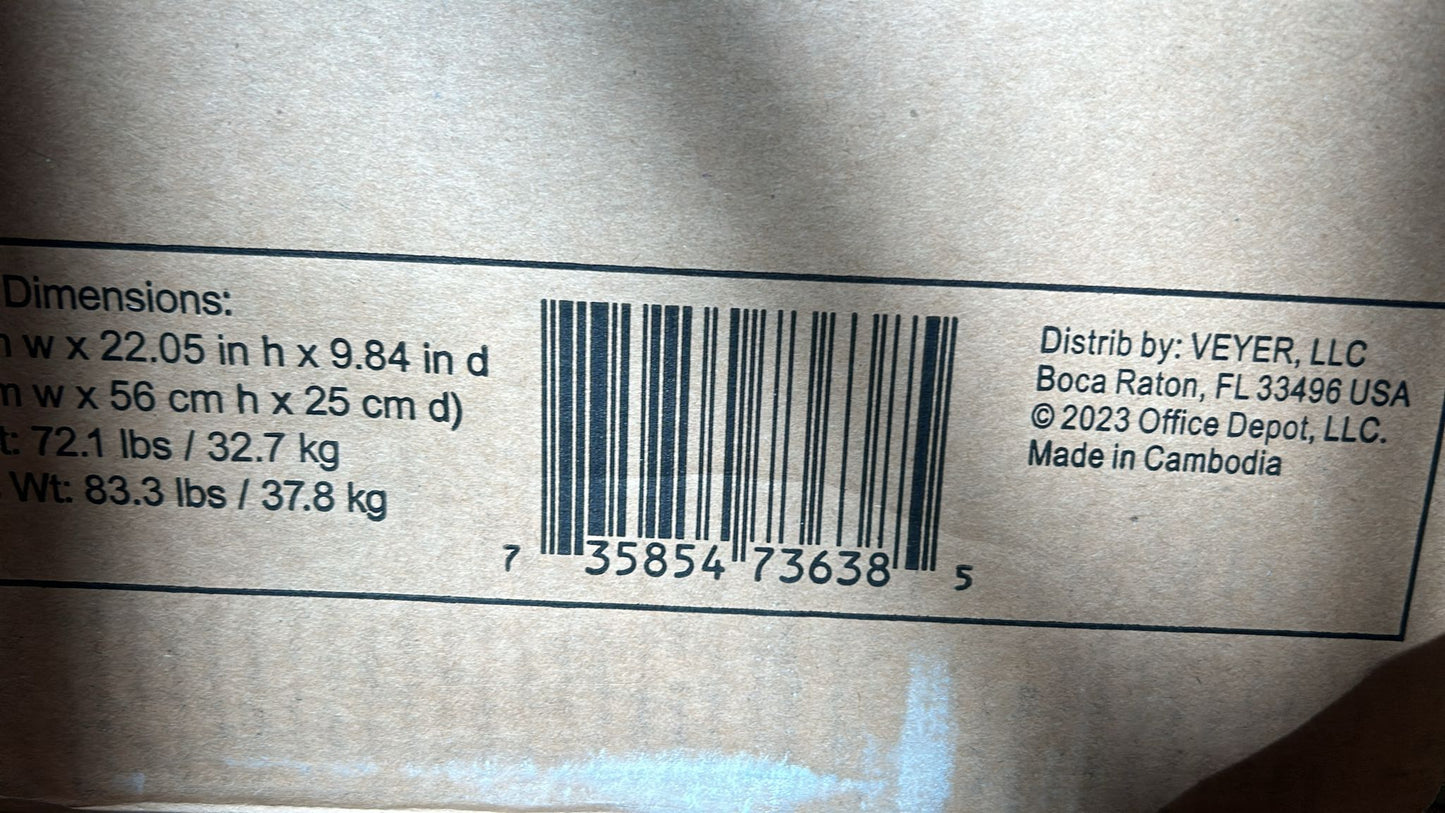 Dimensions:
w x 22.05 in h x 9.84 in d
w x 56 cm h x 25 cm d)
72.1 lbs / 32.7 kg
Wt: 83.3 lbs / 37.8 kg
7 35854 73638 5
Distrib by: VEYER, LLC
Boca Raton, FL 33496 USA
© 2023 Office Depot, LLC.
Made in Cambodia